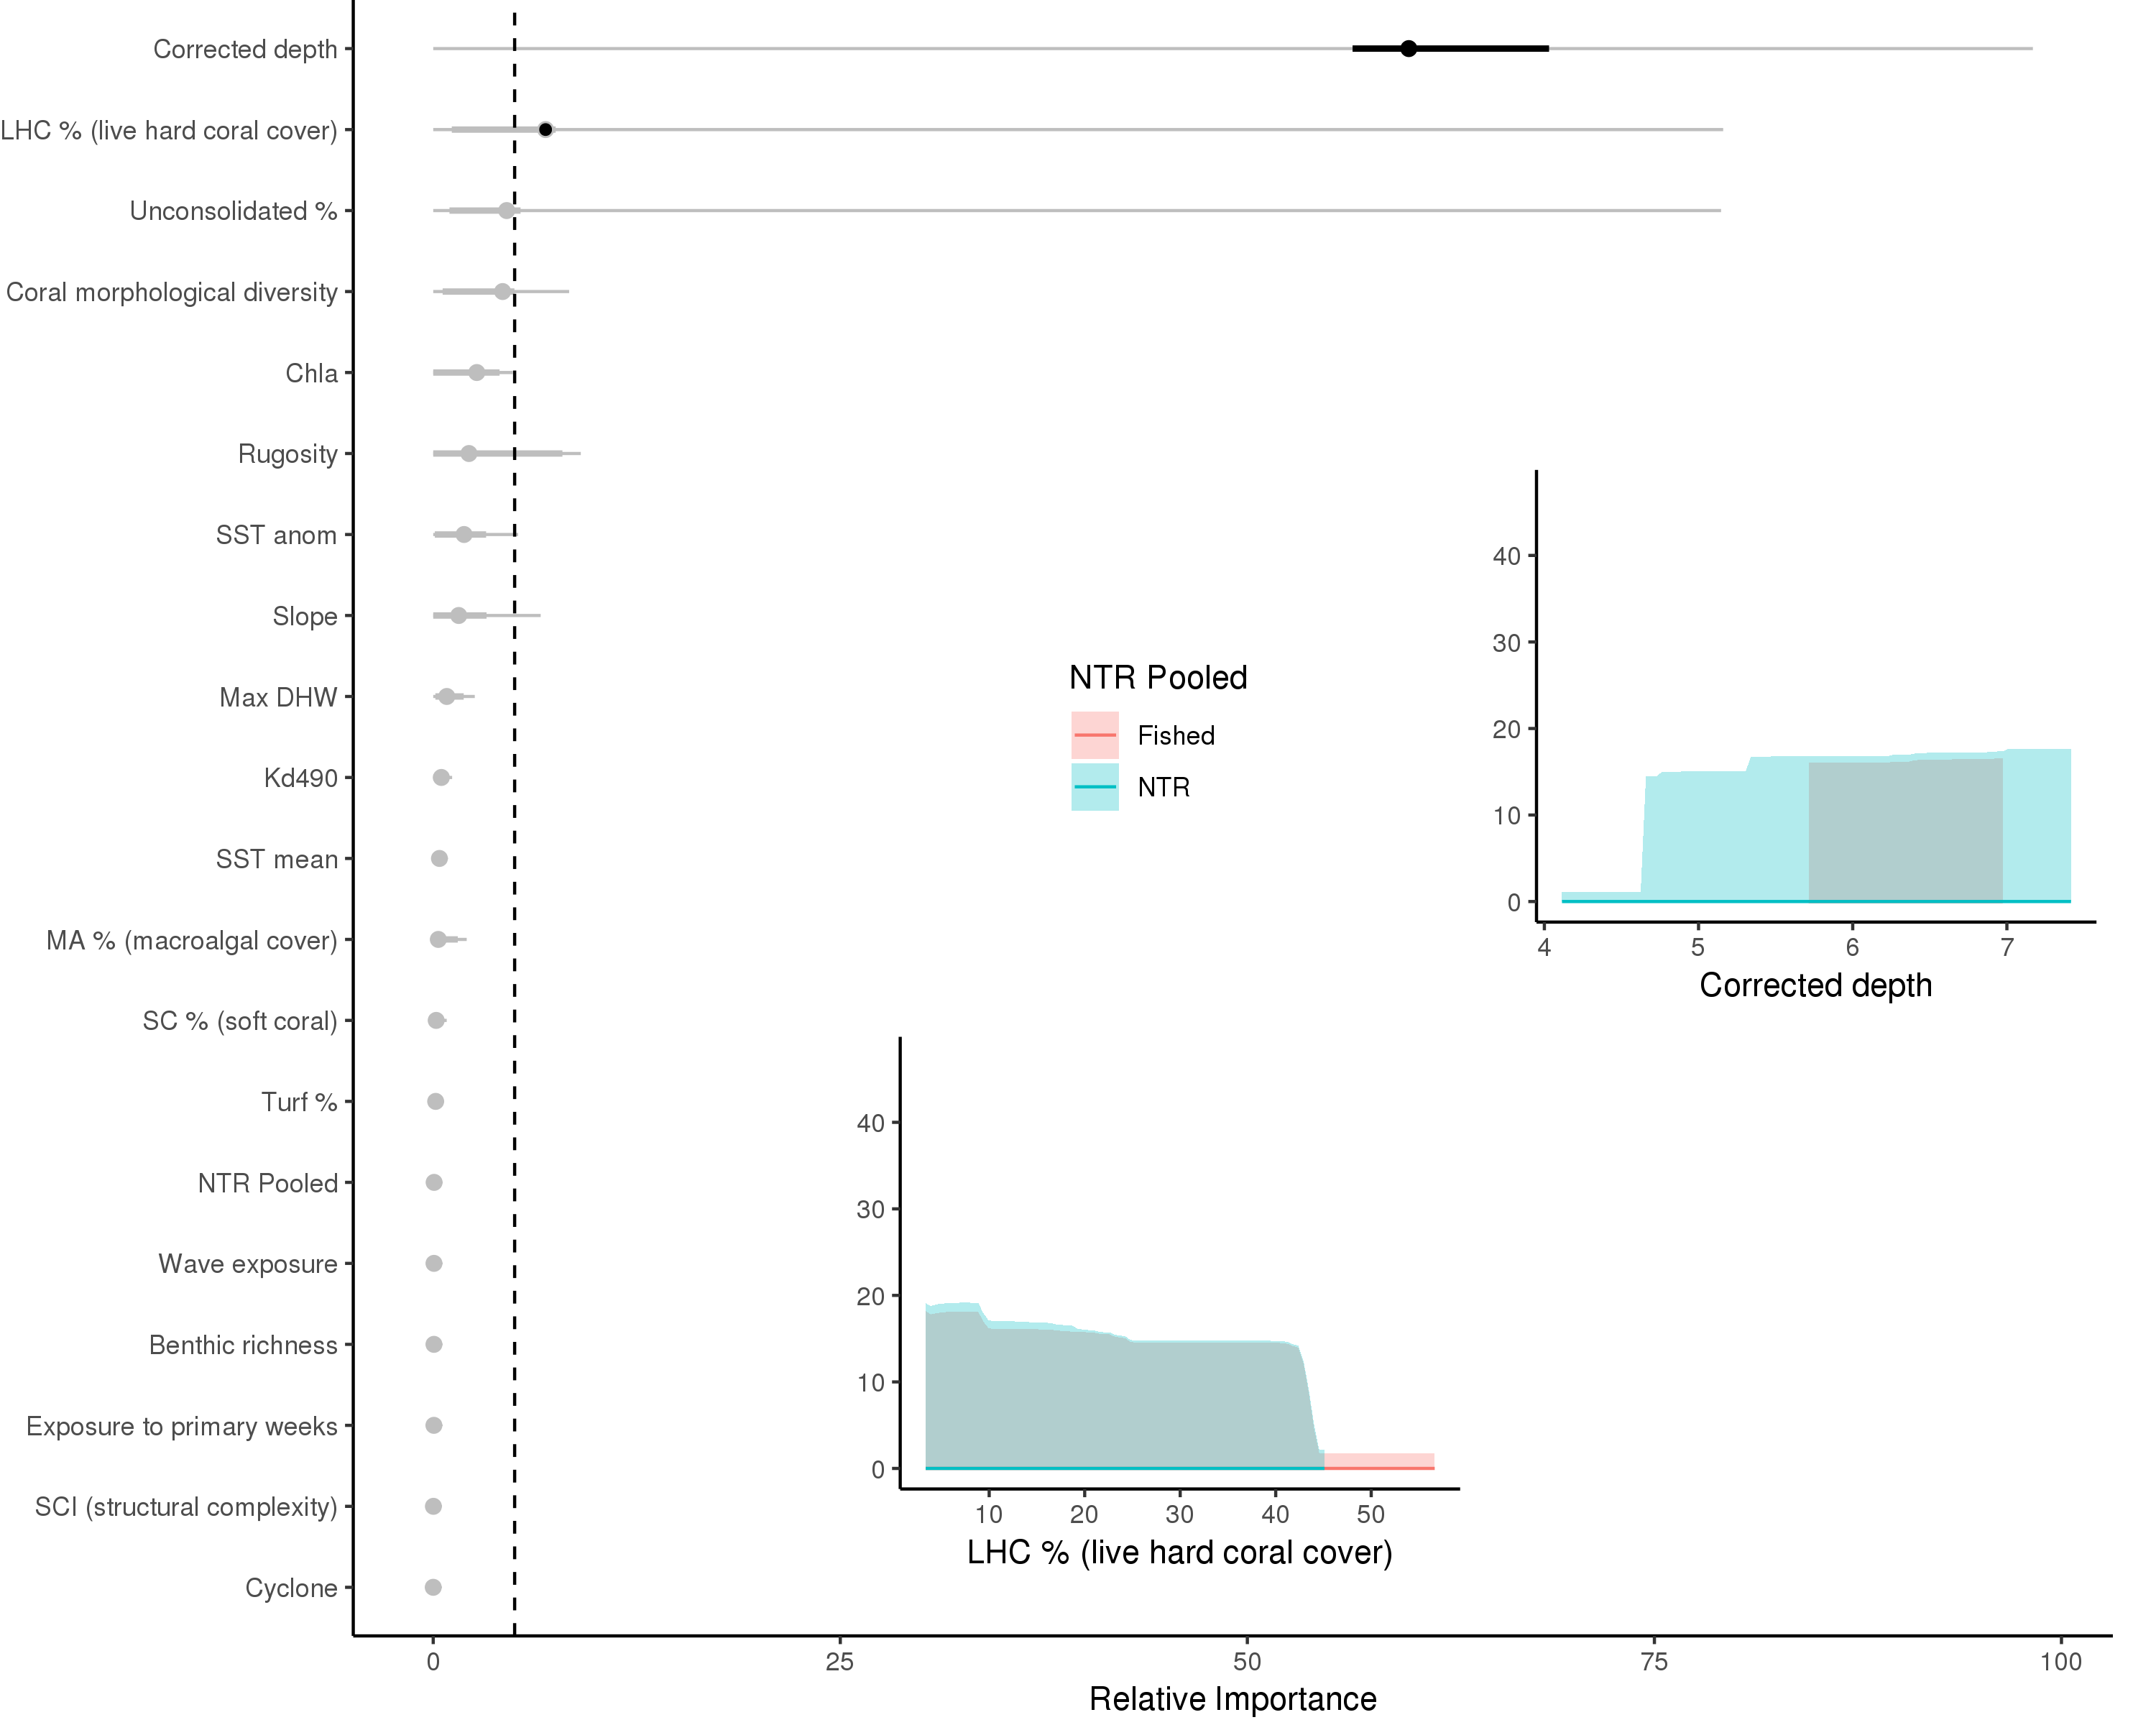 Corrected depth
LHC % (live hard coral cover)
Unconsolidated %
Coral morphological diversity
Chla
Rugosity
SST anom
Slope
Max DHW
Kd490
SST mean
MA % (macroalgal cover)
SC % (soft coral)
Turf %
NTR Pooled
Wave exposure
Benthic richness
Exposure to primary weeks
SCI (structural complexity)
Cyclone
0 25 50 75 100
Relative Importance
NTR Pooled
Fished
NTR
40
30
20
10
0
4 5 6 7
Corrected depth
40
30
20
10
0
10 20 30 40 50
LHC % (live hard coral cover)